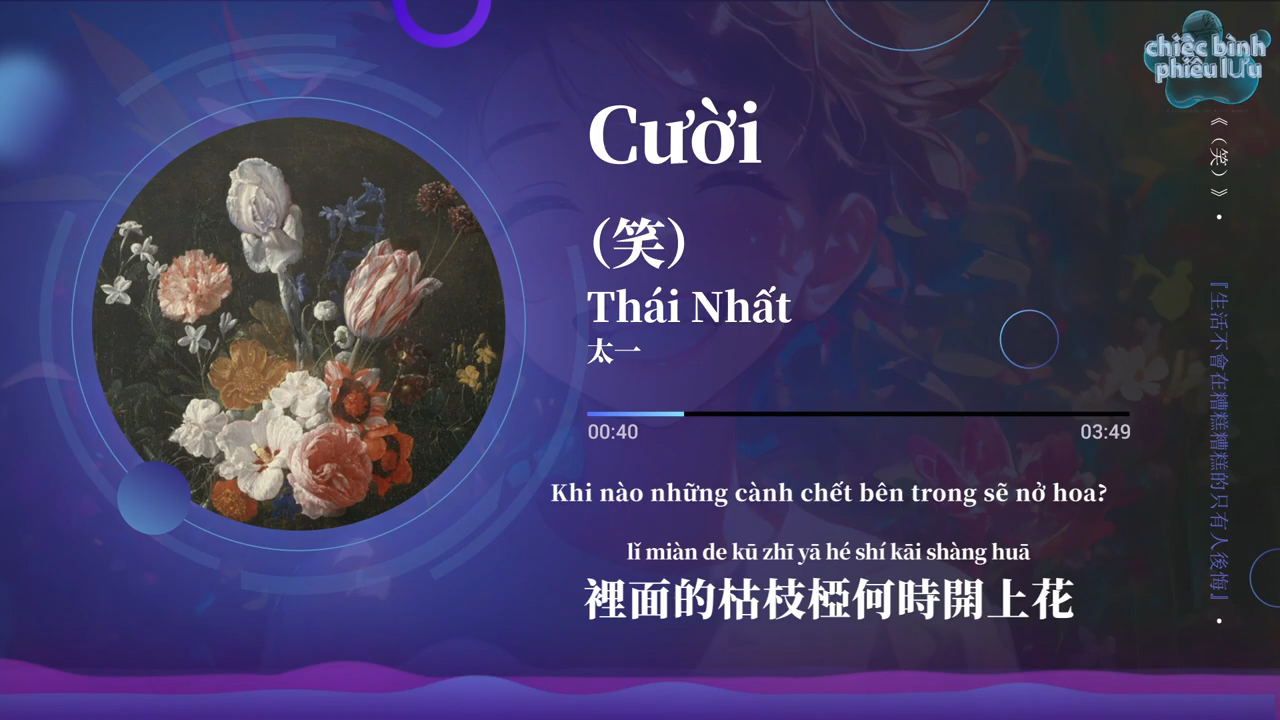 Cười
(笑)
Thái Nhất
太一
00:40
03:49
Khi nào những cành chết bên trong sẽ nở hoa?
lǐ miàn de kū zhī yā hé shí kāi shàng huā
裡面的枯枝椏何時開上花
chiếc bình
phiêu lưu
《（笑）》 •
『生活不會在糟糕糟糕的只有人後悔』 •